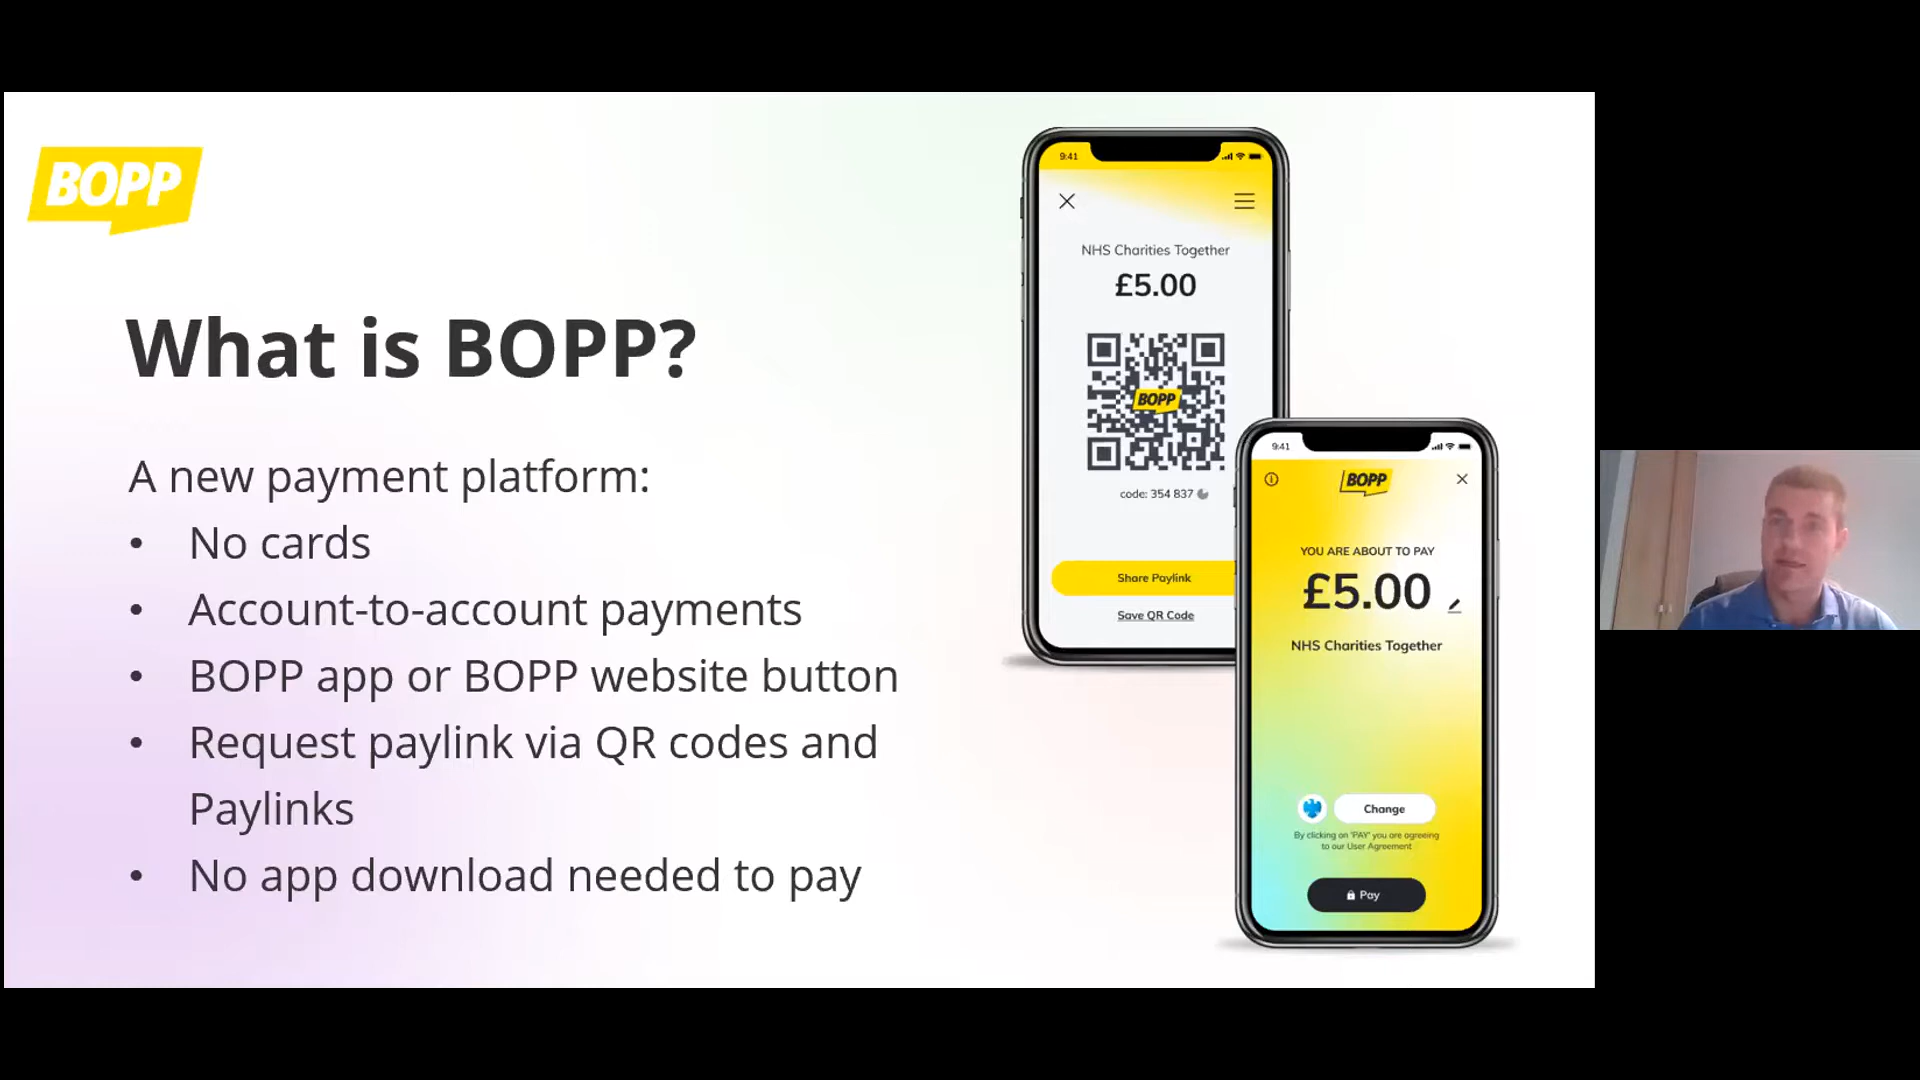 BOPP
What is BOPP?
A new payment platform:
• No cards
• Account-to-account payments
• BOPP app or BOPP website button
• Request paylink via QR codes and
Paylinks
• No app download needed to pay
9:41
NHS Charities Together
£5.00
BOPP
code: 354 837
Share Paylink
Save QR Code
9:41
BOPP
YOU ARE ABOUT TO PAY
£5.00
NHS Charities Together
Change
By clicking on 'PAY' you are agreeing
to our User Agreement
Pay